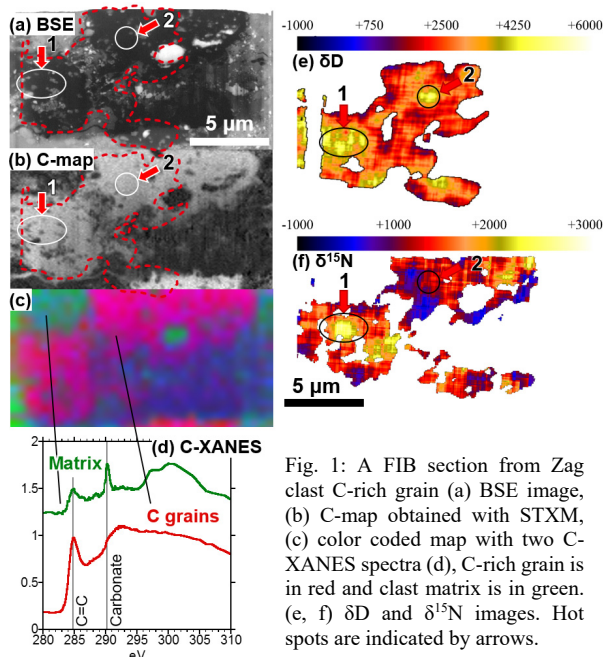 (a) BSE
1
2
5 µm
(b) C-map
1
2
(c)
(d) C-XANES
Matrix
C grains
C=C
Carbonate
2
1.5
1
0.5
0
280 285 290 295 300 305 310
eV
-1000 +750 +2500 +4250 +6000
(e) δD
1
2
-1000 +1000 +2000 +3000
(f) δ¹⁵N
1
2
5 µm
Fig. 1: A FIB section from Zag
clast C-rich grain (a) BSE image,
(b) C-map obtained with STXM,
(c) color coded map with two C-
XANES spectra (d), C-rich grain is
in red and clast matrix is in green.
(e, f) δD and δ¹⁵N images. Hot
spots are indicated by arrows.